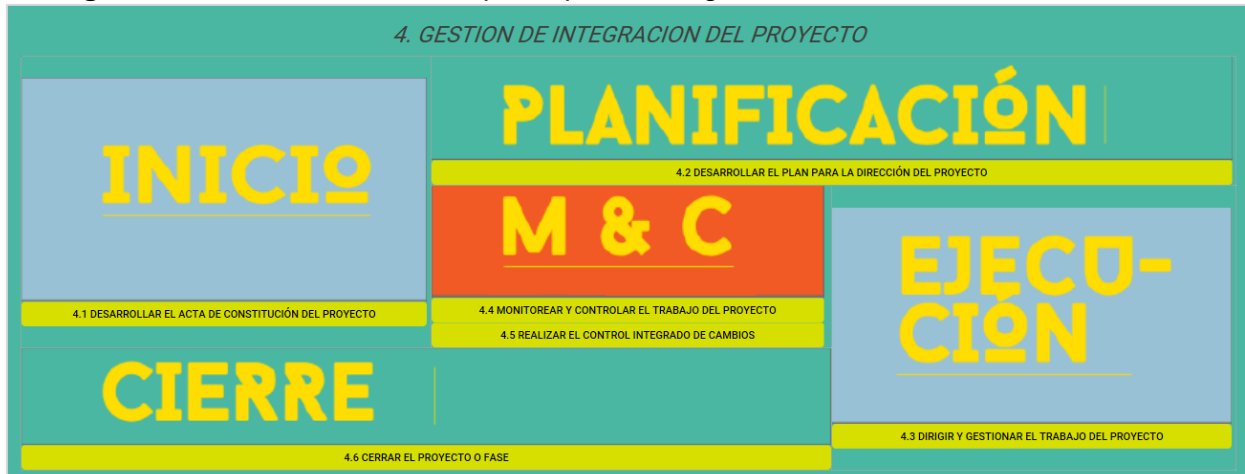 4. GESTION DE INTEGRACION DEL PROYECTO
INICIO
4.1 DESARROLLAR EL ACTA DE CONSTITUCIÓN DEL PROYECTO
PLANIFICACIÓN
4.2 DESARROLLAR EL PLAN PARA LA DIRECCIÓN DEL PROYECTO
M & C
4.4 MONITOREAR Y CONTROLAR EL TRABAJO DEL PROYECTO
4.5 REALIZAR EL CONTROL INTEGRADO DE CAMBIOS
EJECU-
CIÓN
4.3 DIRIGIR Y GESTIONAR EL TRABAJO DEL PROYECTO
CIERRE
4.6 CERRAR EL PROYECTO O FASE